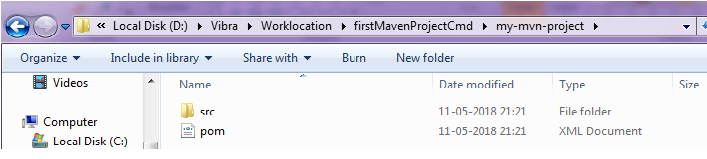 « Local Disk (D:) ▸ Vibra ▸ Worklocation ▸ firstMavenProjectCmd ▸ my-mvn-project ▸
Organize ▾ Include in library ▾ Share with ▾ Burn New folder
Videos
Computer
Local Disk (C:)
Name Date modified Type Size
src 11-05-2018 21:21 File folder
pom 11-05-2018 21:21 XML Document